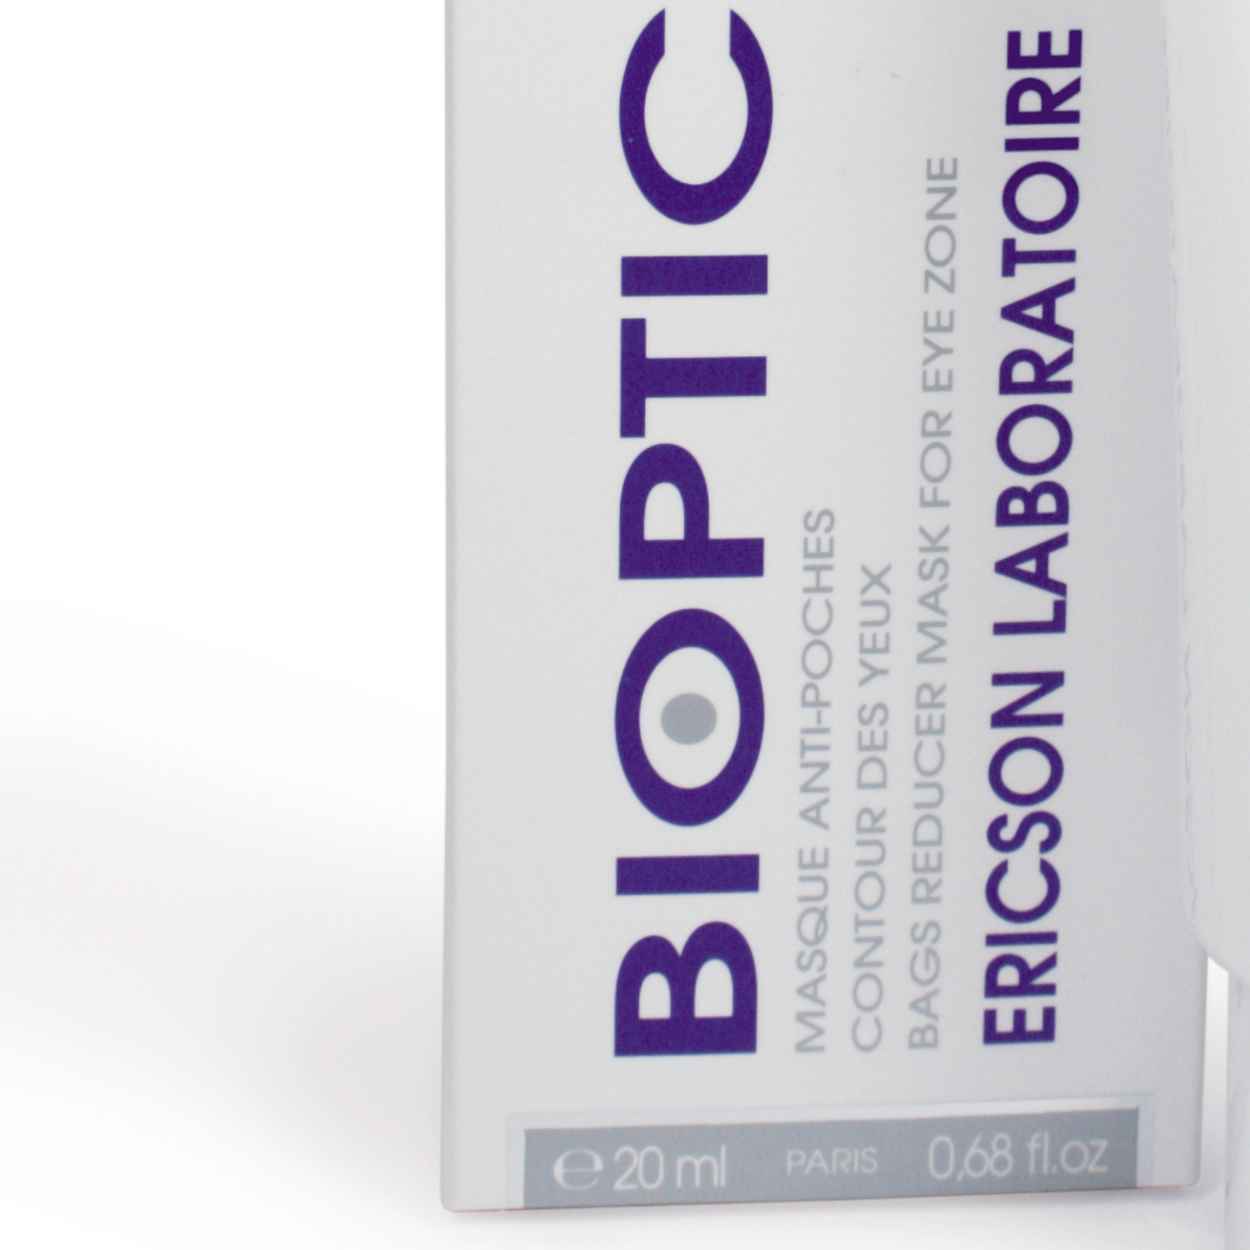 BIOPTIC
MASQUE ANTI-POCHES
CONTOUR DES YEUX
BAGS REDUCER MASK FOR EYE ZONE
ERICSON LABORATOIRE
℮ 20 ml PARIS 0,68 fl.oz